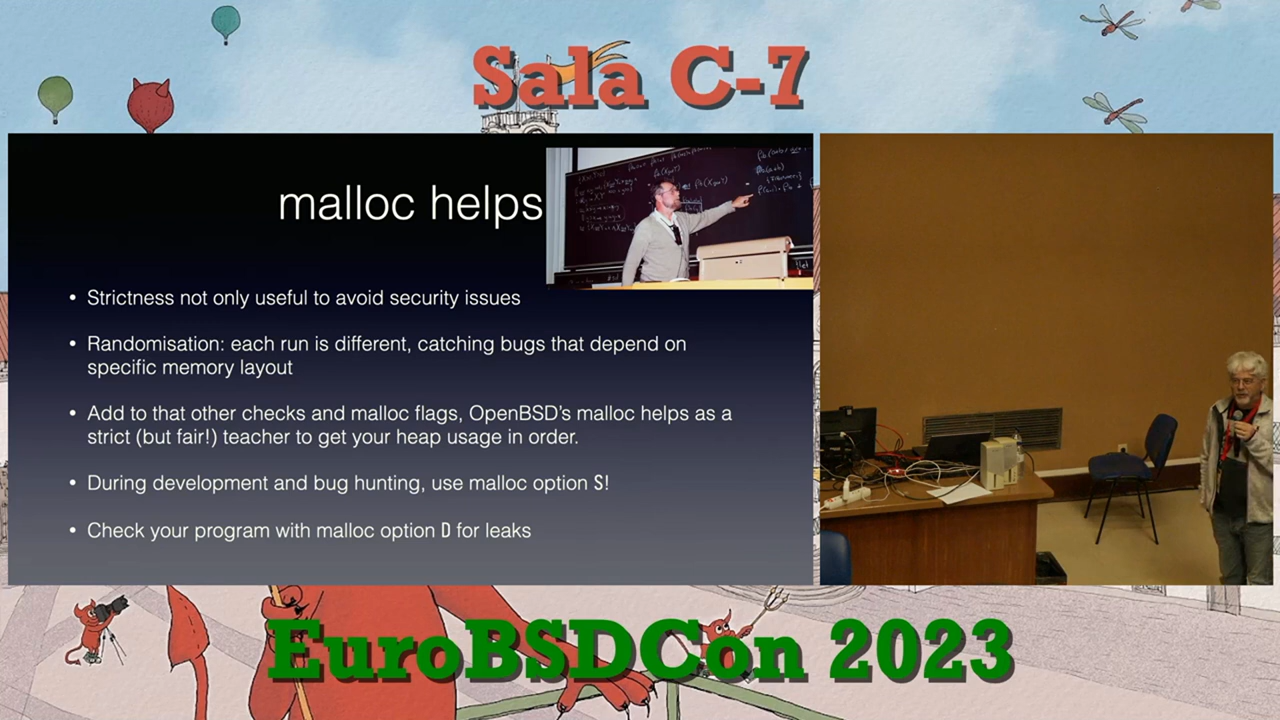 Sala C-7
malloc helps
• Strictness not only useful to avoid security issues
• Randomisation: each run is different, catching bugs that depend on
specific memory layout
• Add to that other checks and malloc flags, OpenBSD's malloc helps as a
strict (but fair!) teacher to get your heap usage in order.
• During development and bug hunting, use malloc option S!
• Check your program with malloc option D for leaks
EuroBSDCon 2023